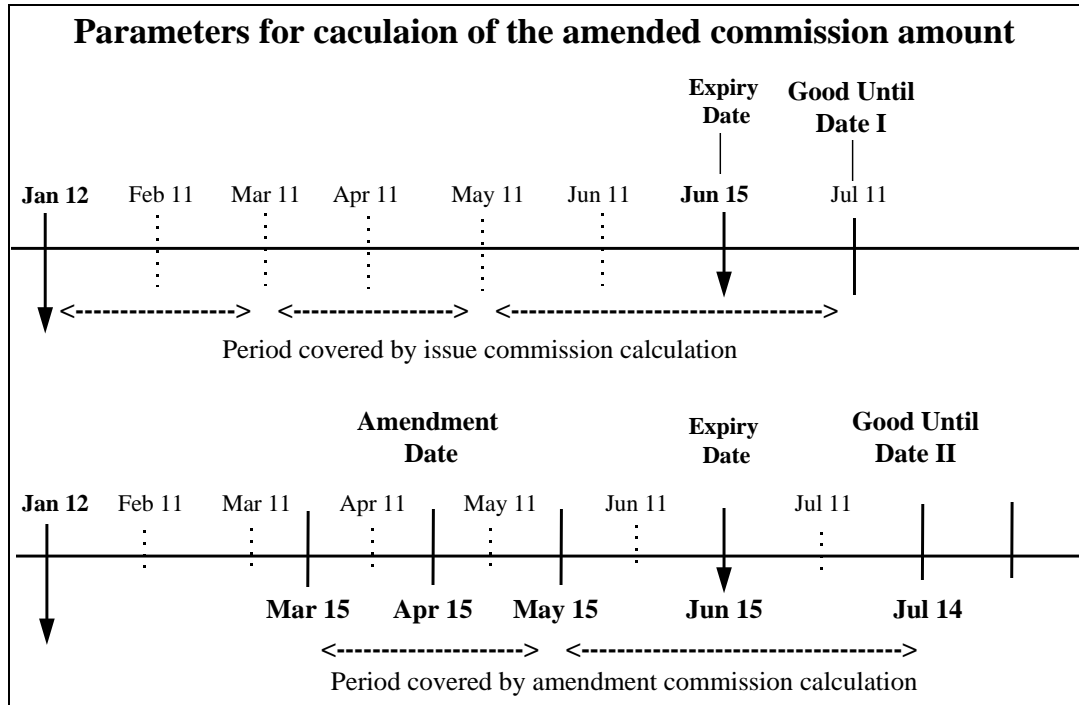 Parameters for caculaion of the amended commission amount
Expiry Date
Good Until Date I
Jan 12 Feb 11 Mar 11 Apr 11 May 11 Jun 11 Jun 15 Jul 11
<-------------------> <------------------> <--------------------------------->
Period covered by issue commission calculation
Amendment Date
Expiry Date
Good Until Date II
Jan 12 Feb 11 Mar 11 Apr 11 May 11 Jun 11 Jul 11
Mar 15 Apr 15 May 15 Jun 15 Jul 14
<---------------------> <----------------------------------->
Period covered by amendment commission calculation